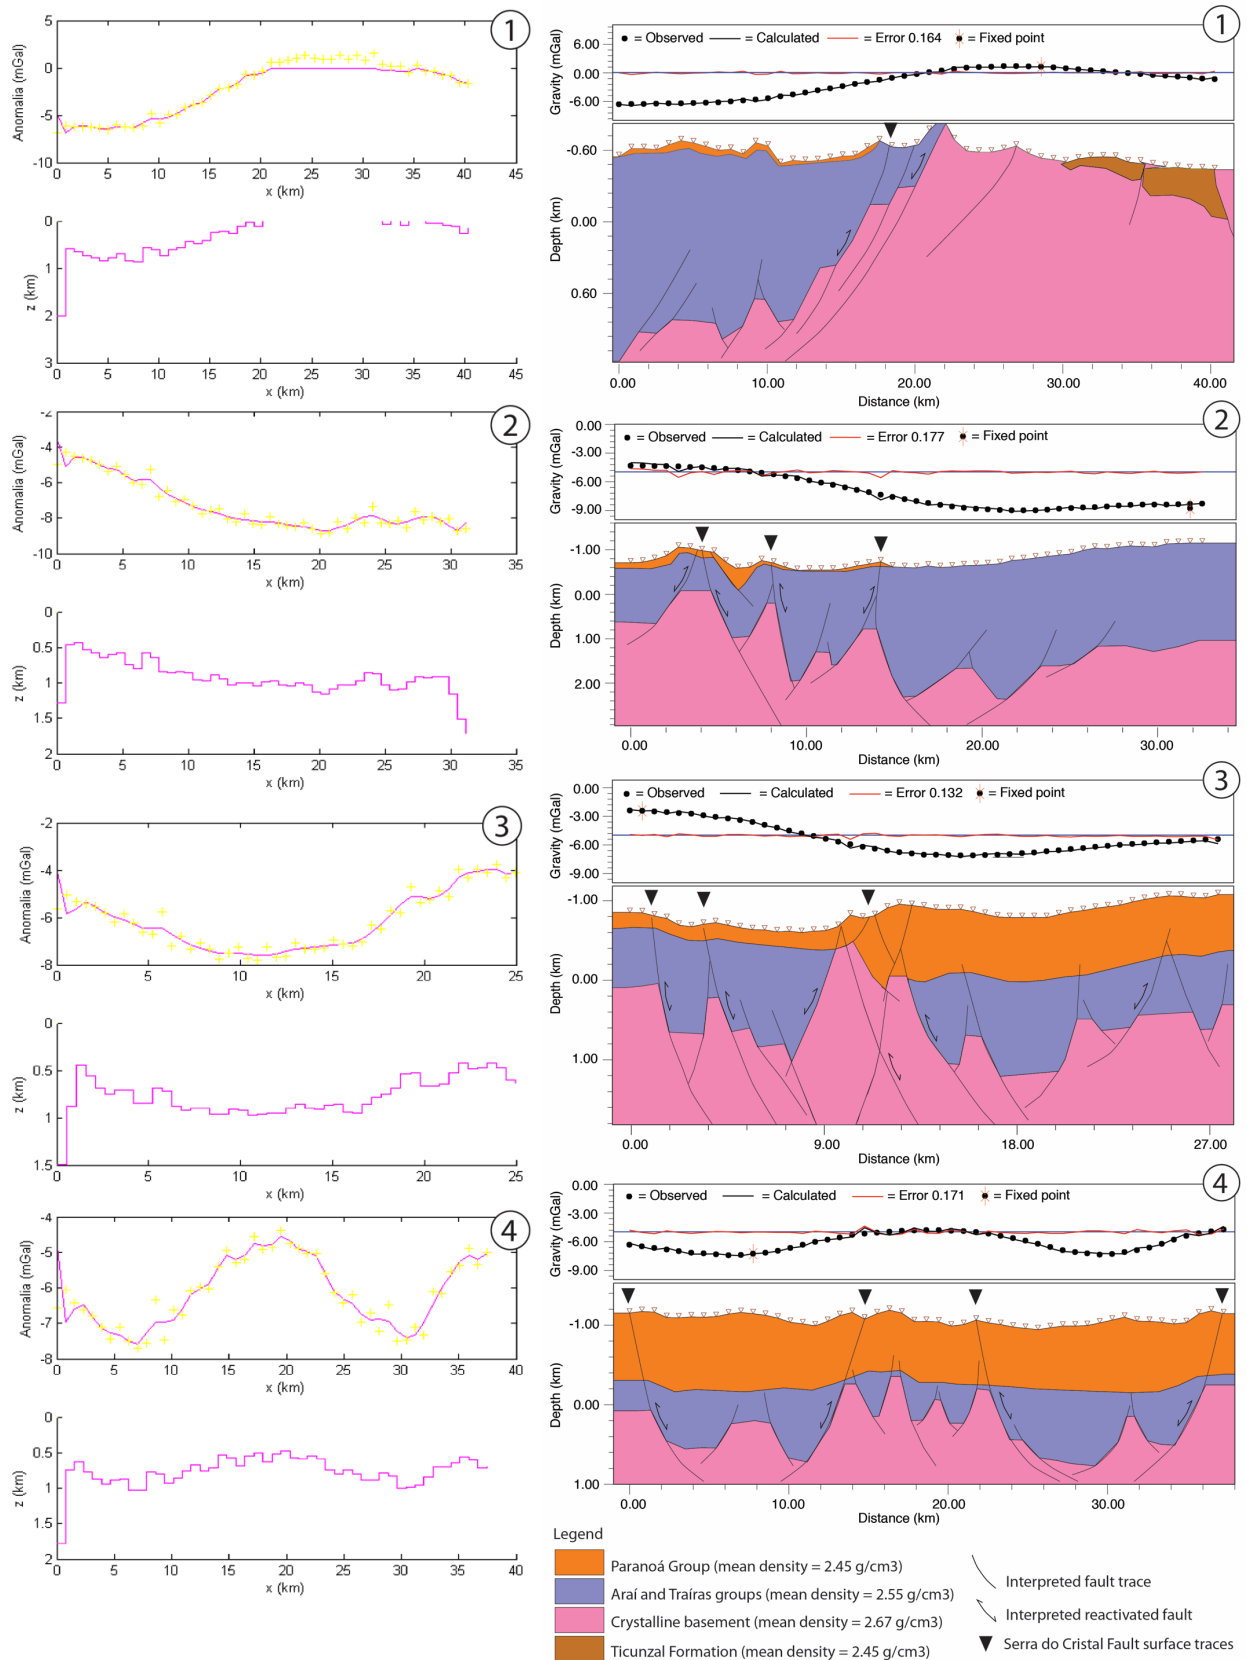 1
Anomalia (mGal)
5
0
-5
-10
0 5 10 15 20 25 30 35 40 45
x (km)
z (km)
0
1
2
3
0 5 10 15 20 25 30 35 40 45
x (km)
2
Anomalia (mGal)
-2
-4
-6
-8
-10
0 5 10 15 20 25 30 35
x (km)
z (km)
0
0.5
1
1.5
2
0 5 10 15 20 25 30 35
x (km)
3
Anomalia (mGal)
-2
-4
-6
-8
0 5 10 15 20 25
x (km)
z (km)
0
0.5
1
1.5
0 5 10 15 20 25
x (km)
4
Anomalia (mGal)
-4
-5
-6
-7
-8
0 5 10 15 20 25 30 35 40
x (km)
z (km)
0
0.5
1
1.5
2
0 5 10 15 20 25 30 35 40
x (km)
1
= Observed = Calculated = Error 0.164 = Fixed point
Gravity (mGal)
6.00
0.00
-6.00
Depth (km)
-0.60
0.00
0.60
0.00 10.00 20.00 30.00 40.00
Distance (km)
2
= Observed = Calculated = Error 0.177 = Fixed point
Gravity (mGal)
0.00
-3.00
-6.00
-9.00
Depth (km)
-1.00
0.00
1.00
2.00
0.00 10.00 20.00 30.00
Distance (km)
3
= Observed = Calculated = Error 0.132 = Fixed point
Gravity (mGal)
0.00
-3.00
-6.00
-9.00
Depth (km)
-1.00
0.00
1.00
0.00 9.00 18.00 27.00
Distance (km)
4
= Observed = Calculated = Error 0.171 = Fixed point
Gravity (mGal)
0.00
-3.00
-6.00
-9.00
Depth (km)
-1.00
0.00
1.00
0.00 10.00 20.00 30.00
Distance (km)
Legend
Paranoá Group (mean density = 2.45 g/cm3)
Araí and Traíras groups (mean density = 2.55 g/cm3)
Crystalline basement (mean density = 2.67 g/cm3)
Ticunzal Formation (mean density = 2.45 g/cm3)
Interpreted fault trace
Interpreted reactivated fault
Serra do Cristal Fault surface traces